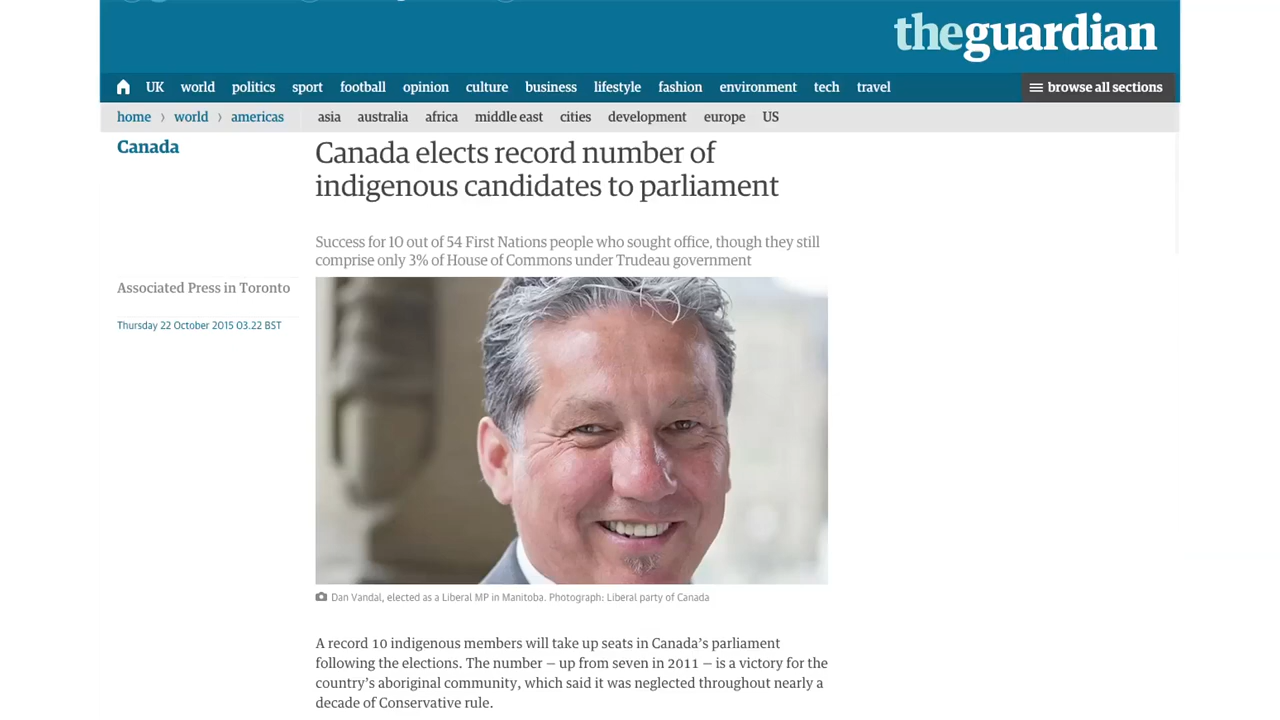 theguardian
UK world politics sport football opinion culture business lifestyle fashion environment tech travel browse all sections
home › world › americas asia australia africa middle east cities development europe US
Canada
Canada elects record number of
indigenous candidates to parliament
Success for 10 out of 54 First Nations people who sought office, though they still
comprise only 3% of House of Commons under Trudeau government
Associated Press in Toronto
Thursday 22 October 2015 03.22 BST
Dan Vandal, elected as a Liberal MP in Manitoba. Photograph: Liberal party of Canada
A record 10 indigenous members will take up seats in Canada’s parliament
following the elections. The number – up from seven in 2011 – is a victory for the
country’s aboriginal community, which said it was neglected throughout nearly a
decade of Conservative rule.